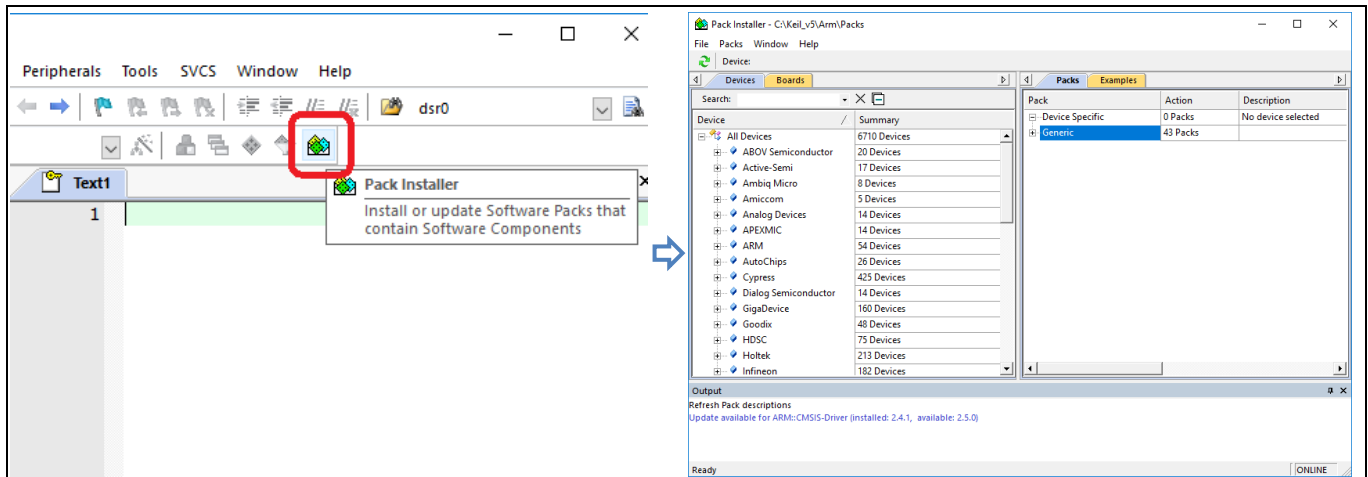 Peripherals Tools SVCS Window Help
dsr0
Text1
1
Pack Installer
Install or update Software Packs that
contain Software Components
Pack Installer - C:\Keil_v5\Arm\Packs
File Packs Window Help
Device:
Devices Boards
Search:
Device / Summary
All Devices 6710 Devices
ABOV Semiconductor 20 Devices
Active-Semi 17 Devices
Ambiq Micro 8 Devices
Amiccom 5 Devices
Analog Devices 14 Devices
APEXMIC 14 Devices
ARM 54 Devices
AutoChips 26 Devices
Cypress 425 Devices
Dialog Semiconductor 14 Devices
GigaDevice 160 Devices
Goodix 48 Devices
HDSC 75 Devices
Holtek 213 Devices
Infineon 182 Devices
Packs Examples
Pack Action Description
Device Specific 0 Packs No device selected
Generic 43 Packs
Output
Refresh Pack descriptions
Update available for ARM::CMSIS-Driver (installed: 2.4.1, available: 2.5.0)
Ready ONLINE